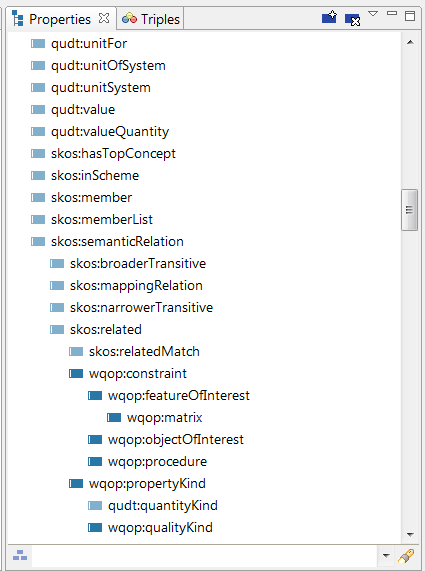 Properties Triples
qudt:unitFor
qudt:unitOfSystem
qudt:unitSystem
qudt:value
qudt:valueQuantity
skos:hasTopConcept
skos:inScheme
skos:member
skos:memberList
skos:semanticRelation
skos:broaderTransitive
skos:mappingRelation
skos:narrowerTransitive
skos:related
skos:relatedMatch
wqop:constraint
wqop:featureOfInterest
wqop:matrix
wqop:objectOfInterest
wqop:procedure
wqop:propertyKind
qudt:quantityKind
wqop:qualityKind